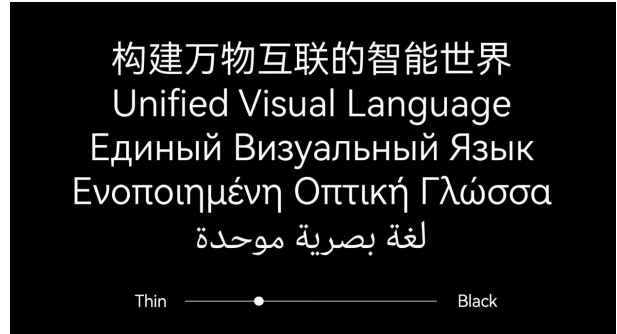 构建万物互联的智能世界
Unified Visual Language
Единый Визуальный Язык
Ενοποιημένη Οπτική Γλώσσα
لغة بصرية موحدة
Thin Black